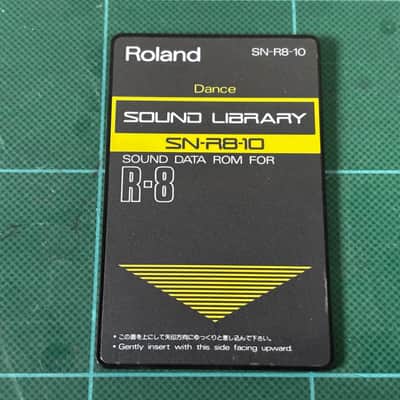 Roland SN-R8-10
Dance
SOUND LIBRARY
SN-R8-10
SOUND DATA ROM FOR
R-8
・この面を上にして矢印方向にゆっくりと差し込んで下さい。
・Gently insert with this side facing upward.